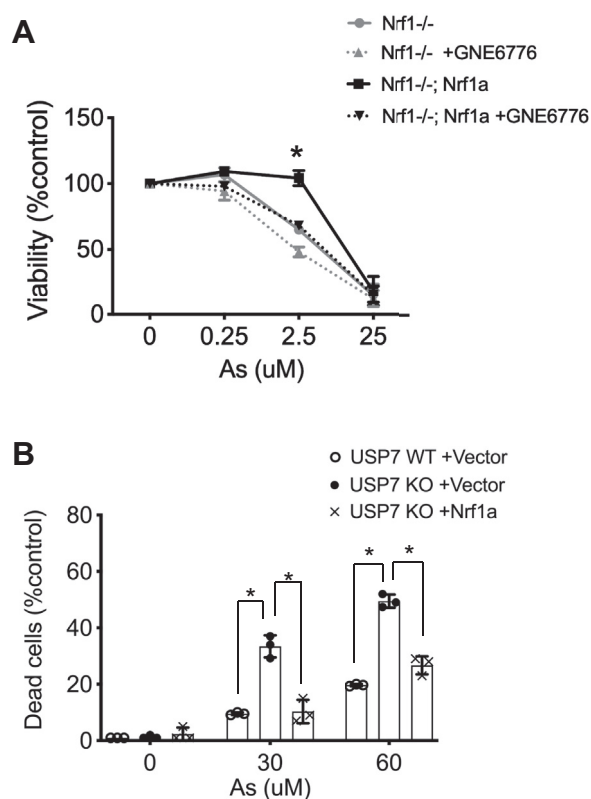 A
Nrf1-/-
Nrf1-/- +GNE6776
Nrf1-/-; Nrf1a
Nrf1-/-; Nrf1a +GNE6776
Viability (%control)
150
100
50
0
*
0 0.25 2.5 25
As (uM)
B
USP7 WT +Vector
USP7 KO +Vector
USP7 KO +Nrf1a
Dead cells (%control)
80
60
40
20
0
* *
* *
0 30 60
As (uM)